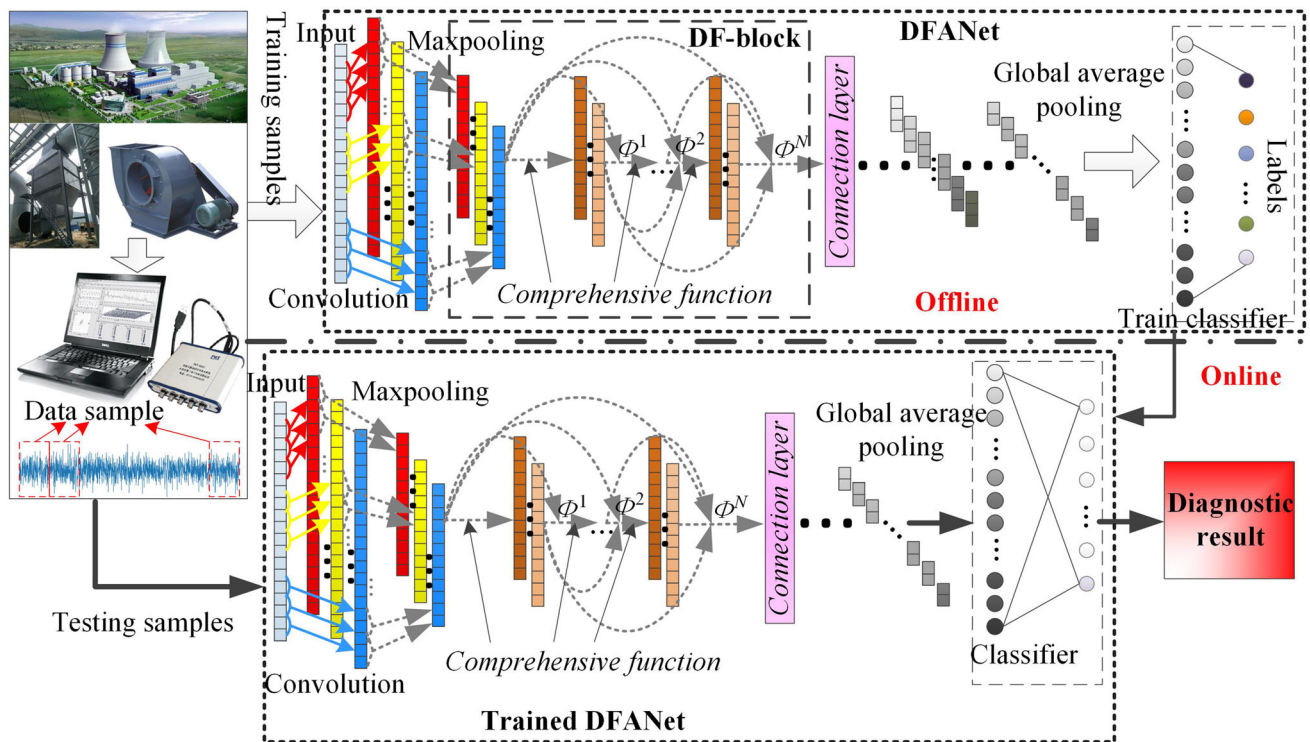 Training samples
Input
Maxpooling
DF-block
DFANet
Global average
pooling
Φ¹
Φ²
Φᴺ
...
Connection layer
Labels
Convolution
Comprehensive function
Offline
Train classifier
Online
Data sample
Testing samples
Input
Maxpooling
Φ¹
Φ²
Φᴺ
...
Connection layer
Global average
pooling
Diagnostic
result
Comprehensive function
Convolution
Classifier
Trained DFANet